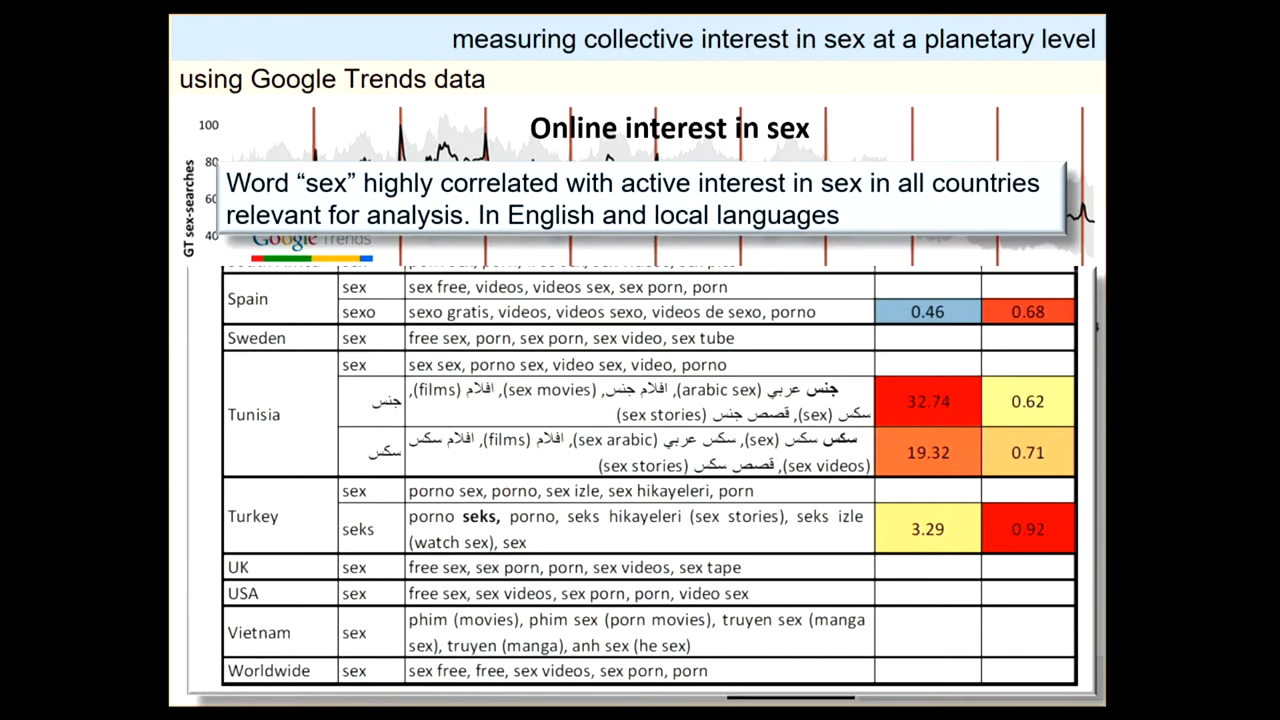 measuring collective interest in sex at a planetary level
using Google Trends data
Online interest in sex
100
80
60
40
GT sex-searches
Word “sex” highly correlated with active interest in sex in all countries
relevant for analysis. In English and local languages
Google Trends
Spain
sex
sex free, videos, videos sex, sex porn, porn
sexo
sexo gratis, videos, videos sexo, videos de sexo, porno
0.46
0.68
Sweden
sex
free sex, porn, sex porn, sex video, sex tube
Tunisia
sex
sex sex, porno sex, video sex, video, porno
جنس
جنس عربي (arabic sex), افلام جنس (sex movies), افلام (films),
سكس (sex), قصص جنس (sex stories)
32.74
0.62
سكس
سكس سكس (sex), سكس عربي (sex arabic), افلام (films), افلام سكس
(sex videos), قصص سكس (sex stories)
19.32
0.71
Turkey
sex
porno sex, porno, sex izle, sex hikayeleri, porn
seks
porno seks, porno, seks hikayeleri (sex stories), seks izle
(watch sex), sex
3.29
0.92
UK
sex
free sex, sex porn, porn, sex videos, sex tape
USA
sex
free sex, sex videos, sex porn, porn, video sex
Vietnam
sex
phim (movies), phim sex (porn movies), truyen sex (manga
sex), truyen (manga), anh sex (he sex)
Worldwide
sex
sex free, free, sex videos, sex porn, porn